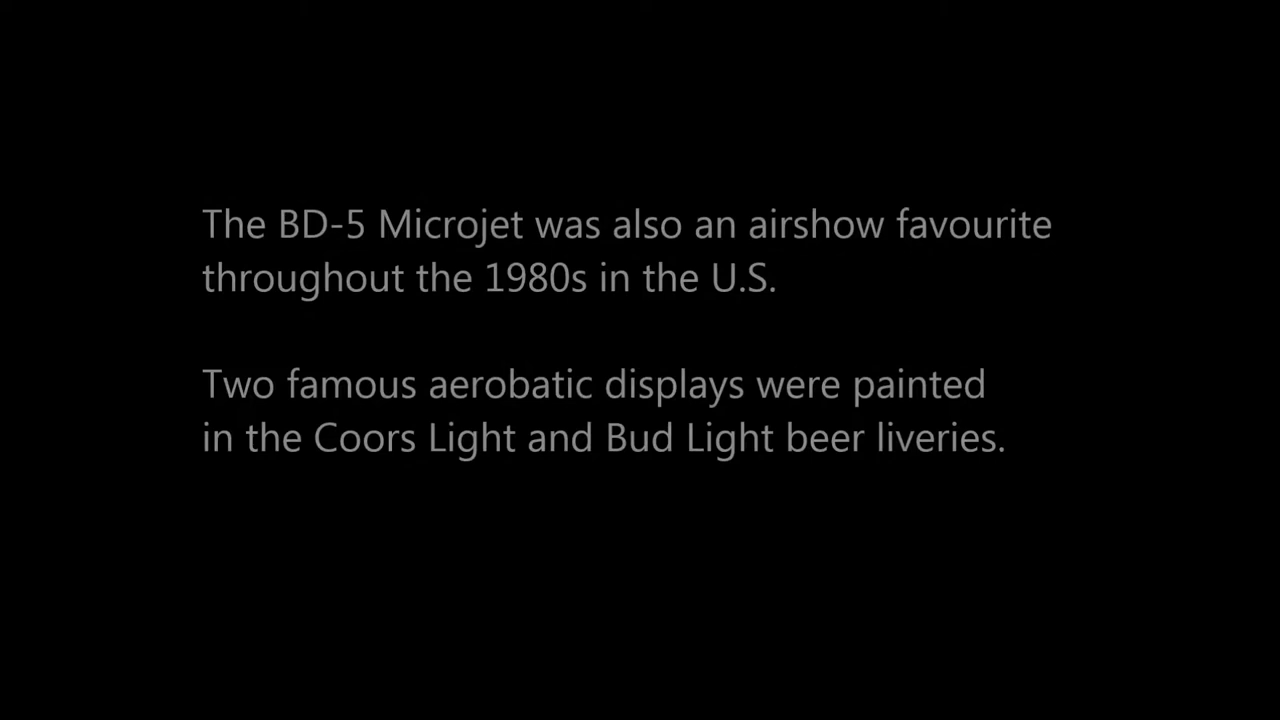 The BD-5 Microjet was also an airshow favourite
throughout the 1980s in the U.S.
Two famous aerobatic displays were painted
in the Coors Light and Bud Light beer liveries.